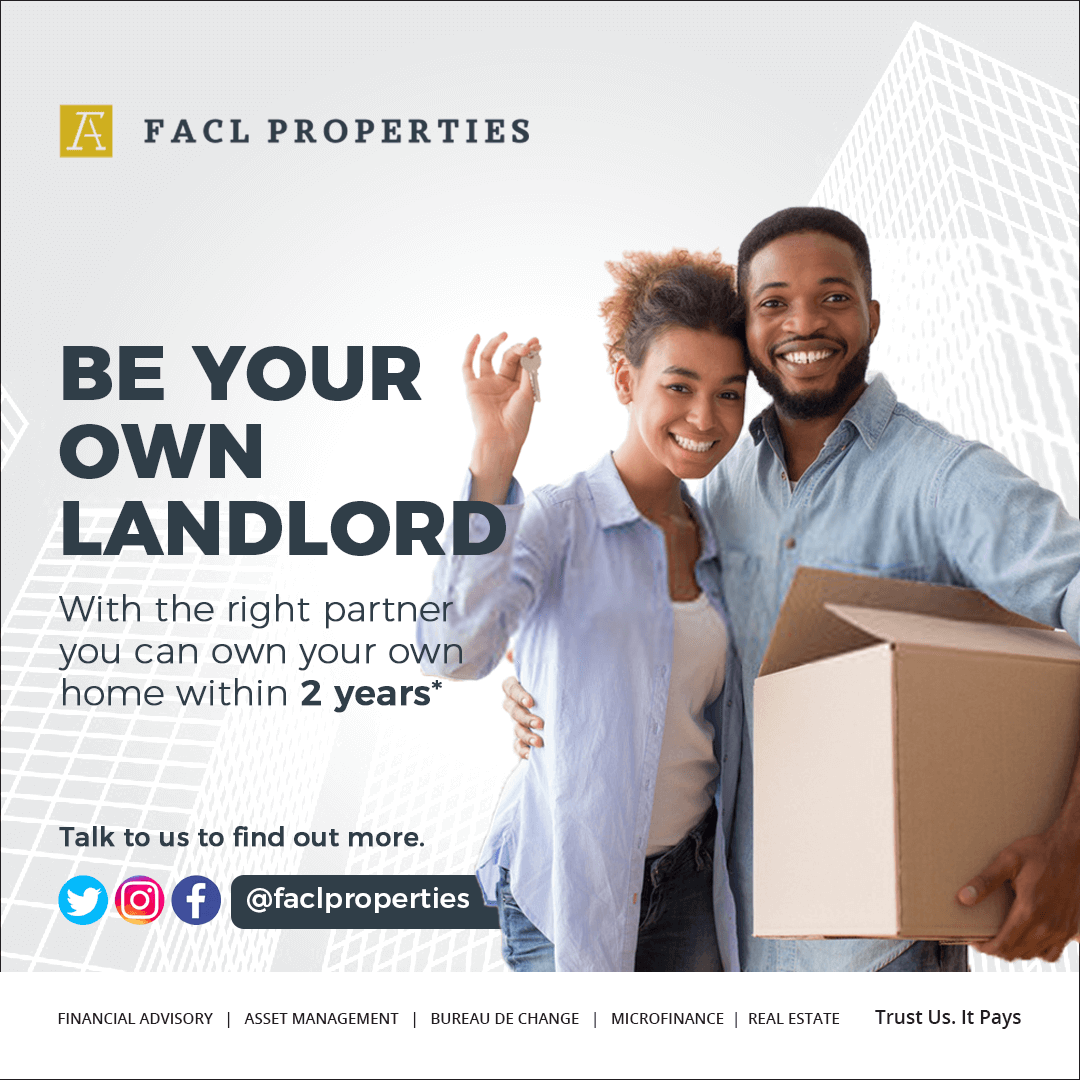 FA
FACL PROPERTIES
BE YOUR
OWN
LANDLORD
With the right partner
you can own your own
home within 2 years*
Talk to us to find out more.
@faclproperties
FINANCIAL ADVISORY | ASSET MANAGEMENT | BUREAU DE CHANGE | MICROFINANCE | REAL ESTATE Trust Us. It Pays